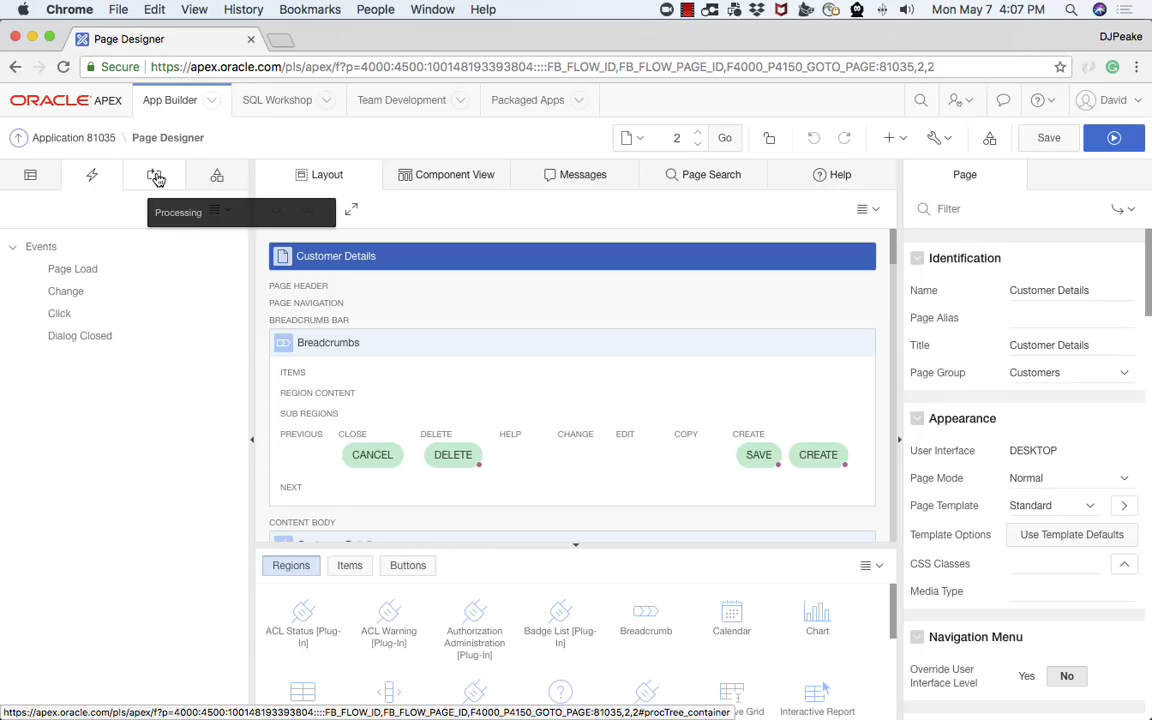 Chrome File Edit View History Bookmarks People Window Help Mon May 7 4:07 PM
Page Designer
DJPeake
Secure https://apex.oracle.com/pls/apex/f?p=4000:4500:100148193393804::::FB_FLOW_ID,FB_FLOW_PAGE_ID,F4000_P4150_GOTO_PAGE:81035,2,2
ORACLE APEX App Builder SQL Workshop Team Development Packaged Apps David
Application 81035 / Page Designer 2 Go Save
Layout Component View Messages Page Search Help Page
Processing
Filter
Events
Page Load
Change
Click
Dialog Closed
Customer Details
PAGE HEADER
PAGE NAVIGATION
BREADCRUMB BAR
Breadcrumbs
ITEMS
REGION CONTENT
SUB REGIONS
PREVIOUS CLOSE DELETE HELP CHANGE EDIT COPY CREATE
CANCEL DELETE SAVE CREATE
NEXT
CONTENT BODY
Regions Items Buttons
ACL Status [Plug-In]
ACL Warning [Plug-In]
Authorization Administration [Plug-In]
Badge List [Plug-In]
Breadcrumb
Calendar
Chart
Interactive Report
Identification
Name Customer Details
Page Alias
Title Customer Details
Page Group Customers
Appearance
User Interface DESKTOP
Page Mode Normal
Page Template Standard
Template Options Use Template Defaults
CSS Classes
Media Type
Navigation Menu
Override User Interface Level Yes No
https://apex.oracle.com/pls/apex/f?p=4000:4500:100148193393804::::FB_FLOW_ID,FB_FLOW_PAGE_ID,F4000_P4150_GOTO_PAGE:81035,2,2#procTree_container